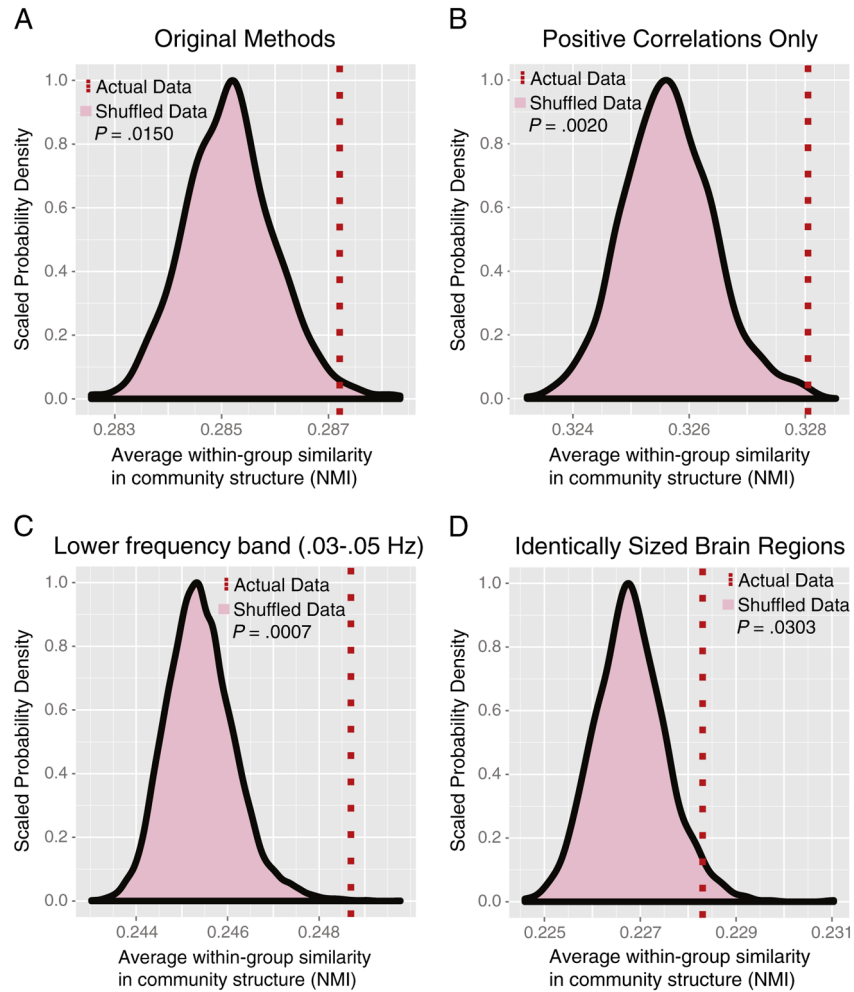 A
Original Methods
Actual Data
Shuffled Data
P = .0150
Scaled Probability Density
1.0
0.8
0.6
0.4
0.2
0.0
0.283
0.285
0.287
Average within-group similarity
in community structure (NMI)
B
Positive Correlations Only
Actual Data
Shuffled Data
P = .0020
Scaled Probability Density
1.0
0.8
0.6
0.4
0.2
0.0
0.324
0.326
0.328
Average within-group similarity
in community structure (NMI)
C
Lower frequency band (.03-.05 Hz)
Actual Data
Shuffled Data
P = .0007
Scaled Probability Density
1.0
0.8
0.6
0.4
0.2
0.0
0.244
0.246
0.248
Average within-group similarity
in community structure (NMI)
D
Identically Sized Brain Regions
Actual Data
Shuffled Data
P = .0303
Scaled Probability Density
1.0
0.8
0.6
0.4
0.2
0.0
0.225
0.227
0.229
0.231
Average within-group similarity
in community structure (NMI)